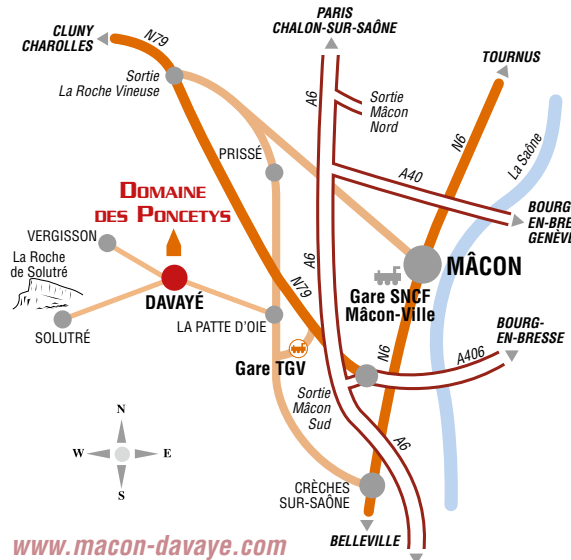 PARIS
CHALON-SUR-SAÔNE
CLUNY
CHAROLLES
N79
TOURNUS
Sortie
La Roche Vineuse
A6
Sortie
Mâcon
Nord
N6
La Saône
PRISSÉ
A40
DOMAINE
DES PONCETYS
BOURG
EN-BRE
GENÈVE
VERGISSON
La Roche
de Solutré
A6
MÂCON
DAVAYÉ
N79
Gare SNCF
Mâcon-Ville
SOLUTRÉ
LA PATTE D'OIE
BOURG-
EN-BRESSE
N6
A406
Gare TGV
Sortie
Mâcon
Sud
N
W E
S
A6
CRÈCHES
SUR-SAÔNE
BELLEVILLE
www.macon-davaye.com